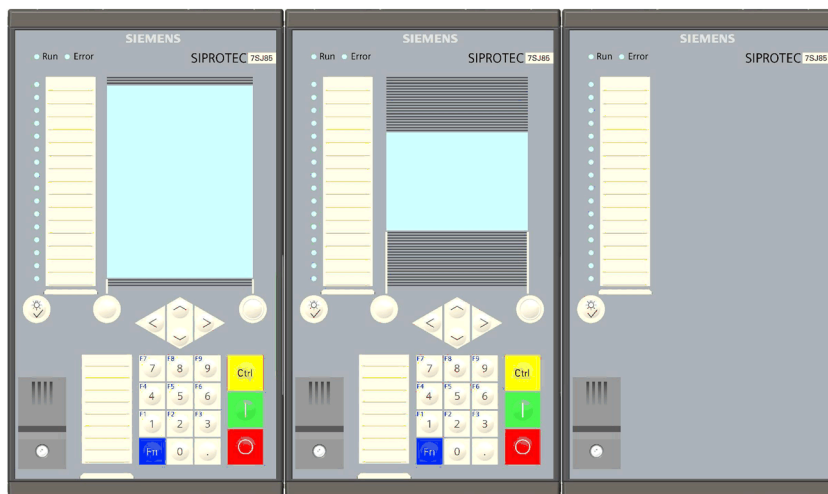 SIEMENS
Run Error
SIPROTEC 7SJ85
F7 7 F8 8 F9 9 Ctrl
F4 4 F5 5 F6 6
F1 1 F2 2 F3 3
Fn 0 .
SIEMENS
Run Error
SIPROTEC 7SJ85
F7 7 F8 8 F9 9 Ctrl
F4 4 F5 5 F6 6
F1 1 F2 2 F3 3
Fn 0 .
SIEMENS
Run Error
SIPROTEC 7SJ85